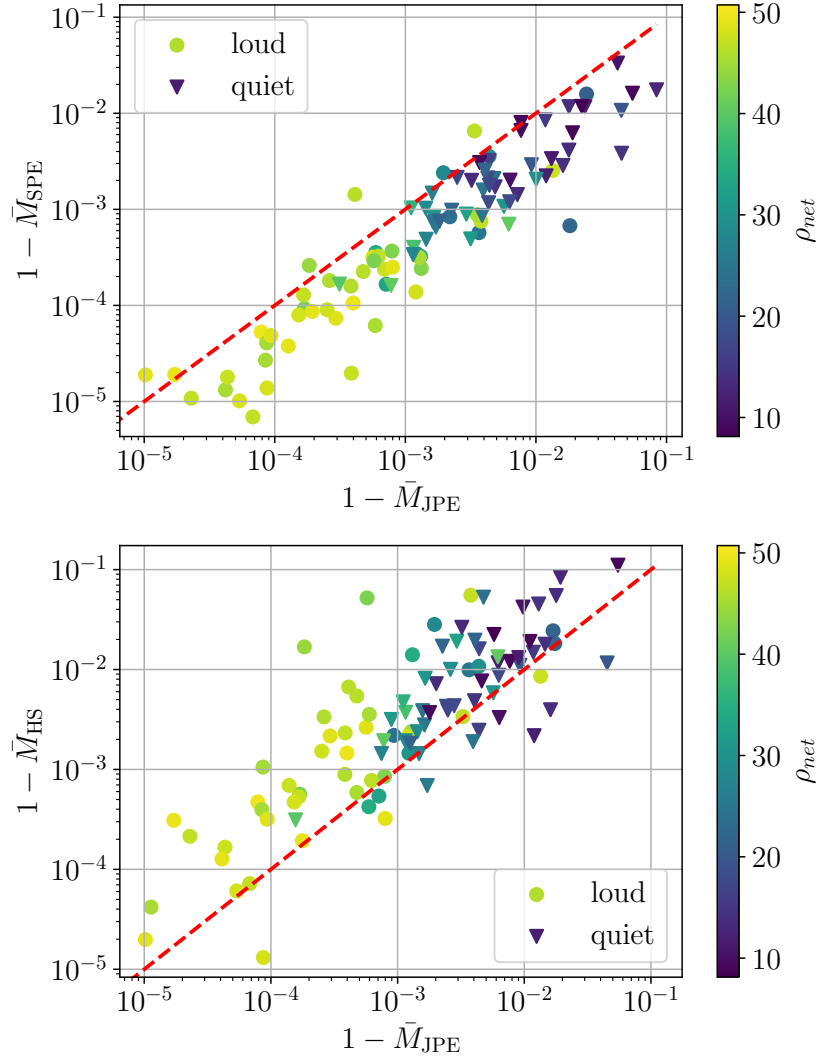 10⁻¹
10⁻²
10⁻³
10⁻⁴
10⁻⁵
1 − M̄_SPE
loud
quiet
10⁻⁵ 10⁻⁴ 10⁻³ 10⁻² 10⁻¹
1 − M̄_JPE
50
40
30
20
10
ρ_net
10⁻¹
10⁻²
10⁻³
10⁻⁴
10⁻⁵
1 − M̄_HS
loud
quiet
10⁻⁵ 10⁻⁴ 10⁻³ 10⁻² 10⁻¹
1 − M̄_JPE
50
40
30
20
10
ρ_net